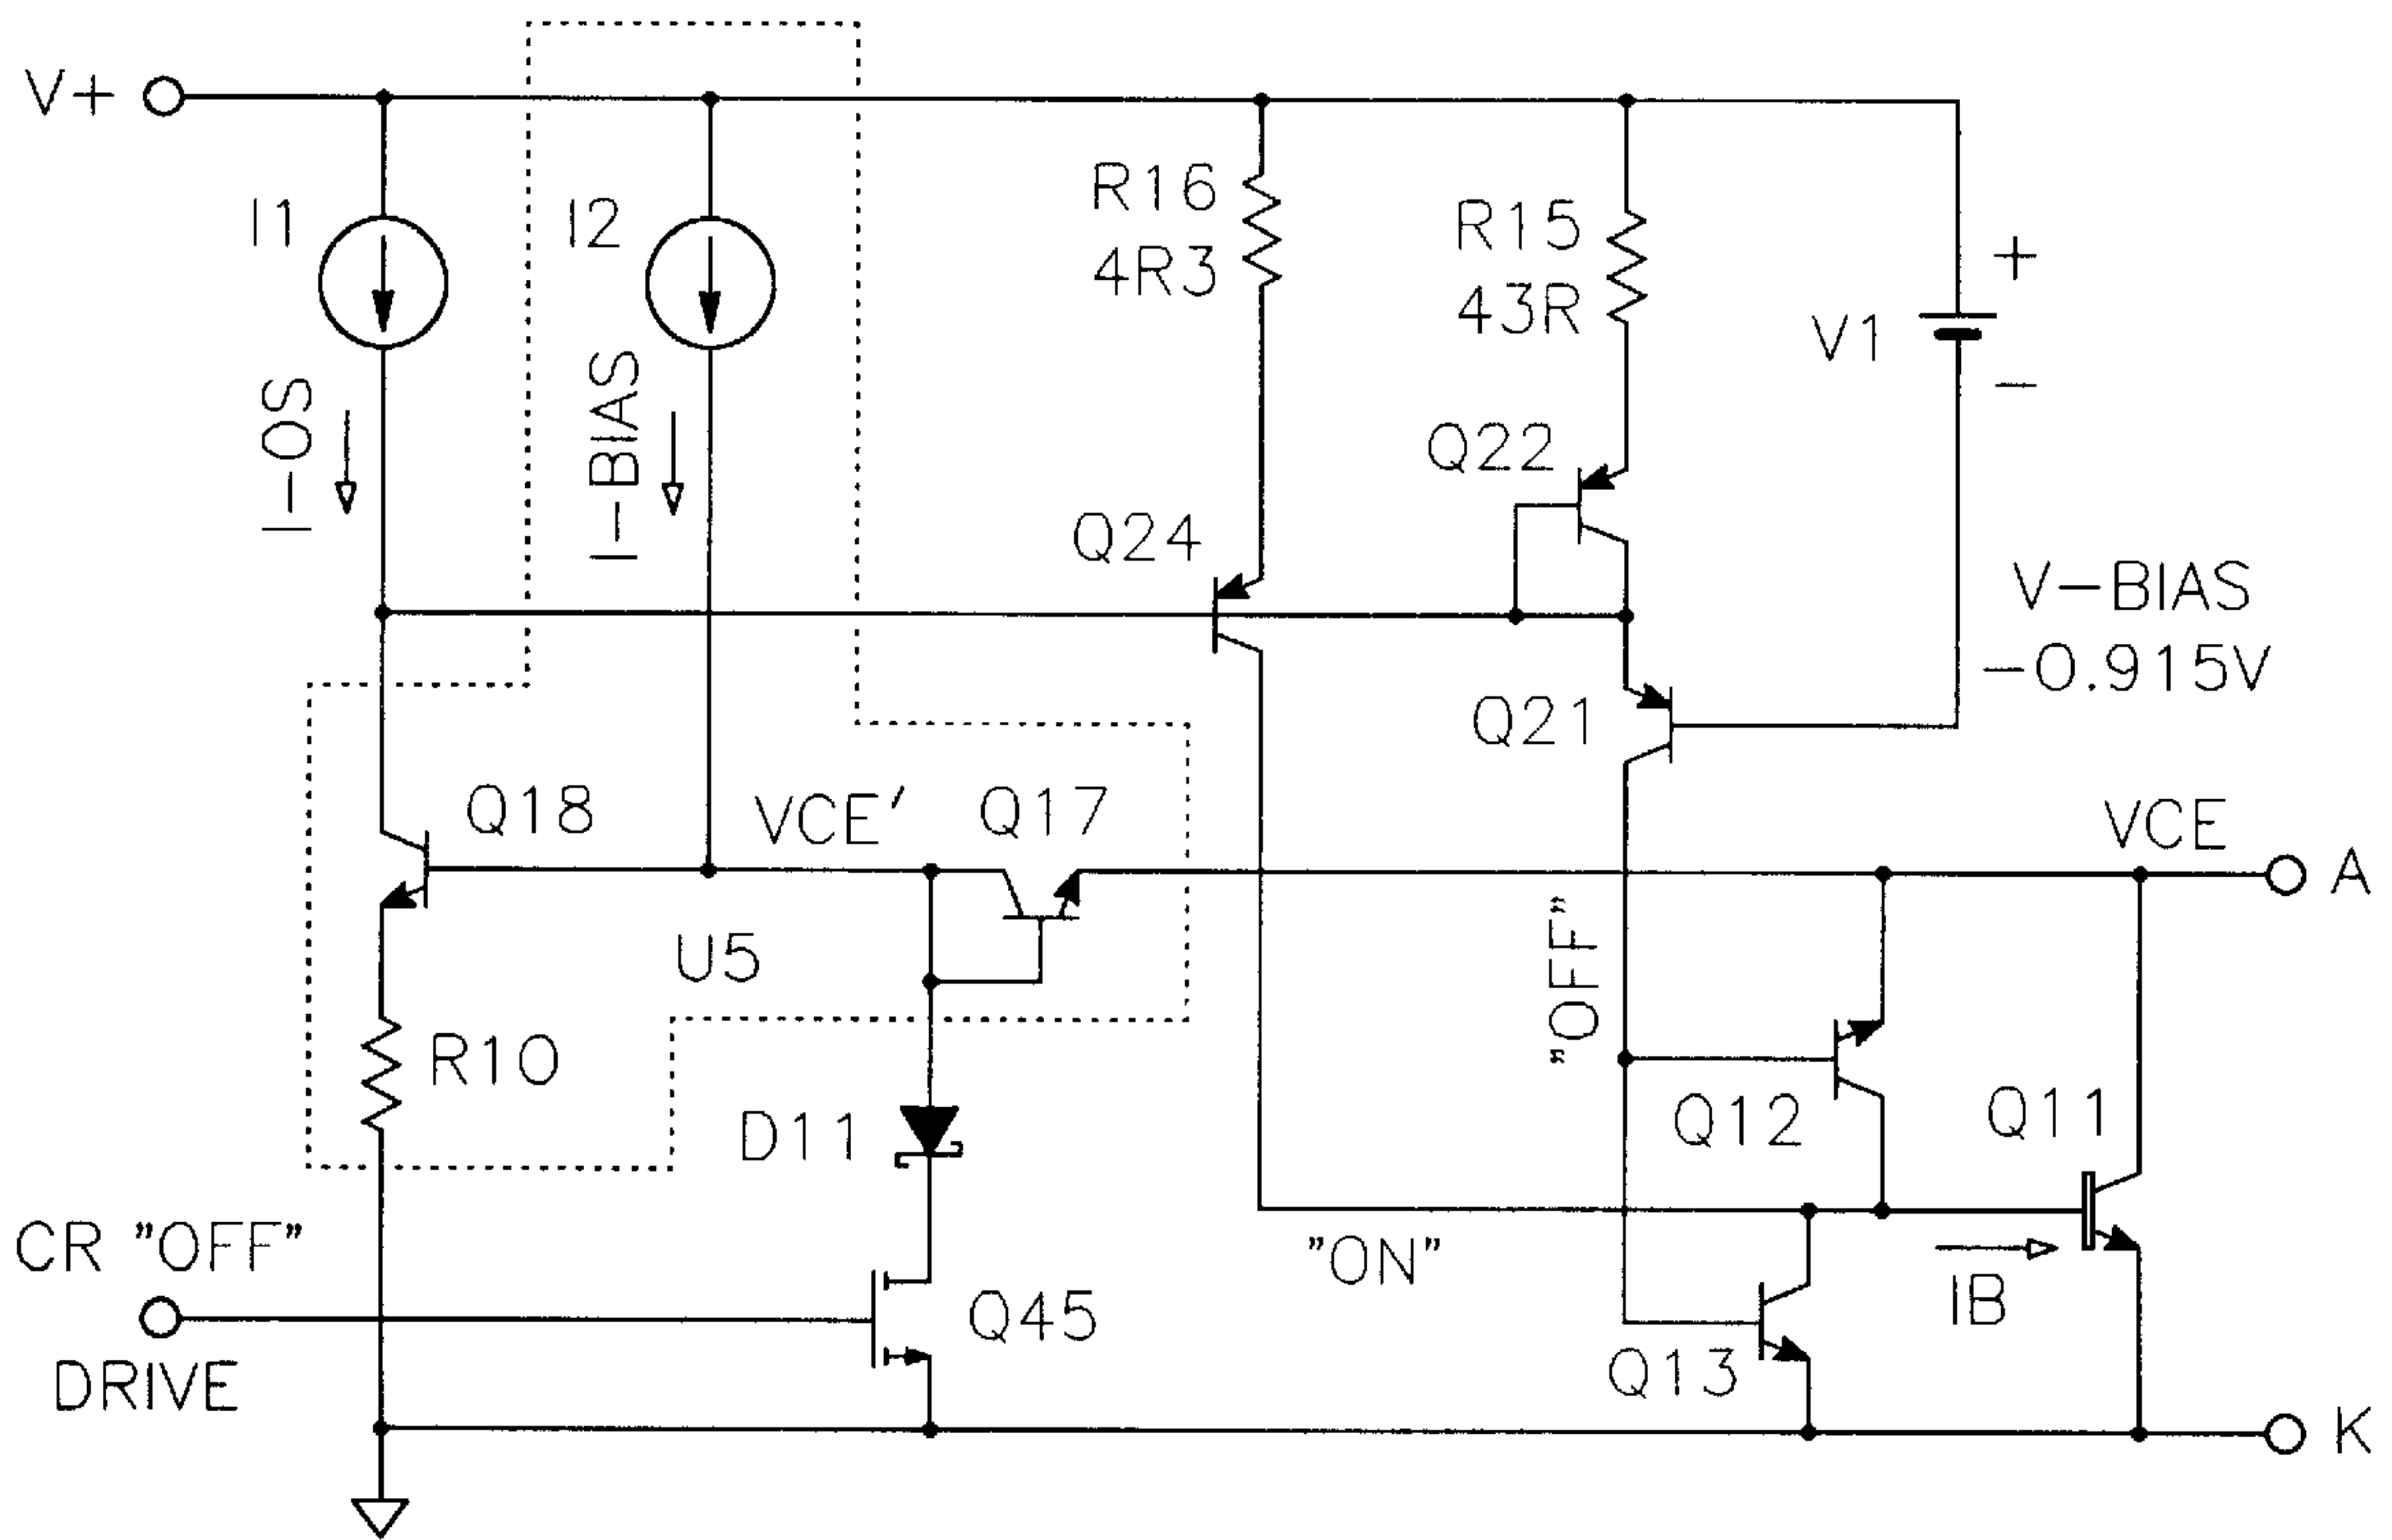 V+
I1
I2
I-OS
I-BIAS
R16
4R3
R15
43R
V1
+
-
Q22
Q24
V-BIAS
-0.915V
Q21
Q18
VCE'
Q17
VCE
A
U5
"OFF"
R10
D11
Q12
Q11
CR "OFF"
DRIVE
"ON"
IB
Q45
Q13
K